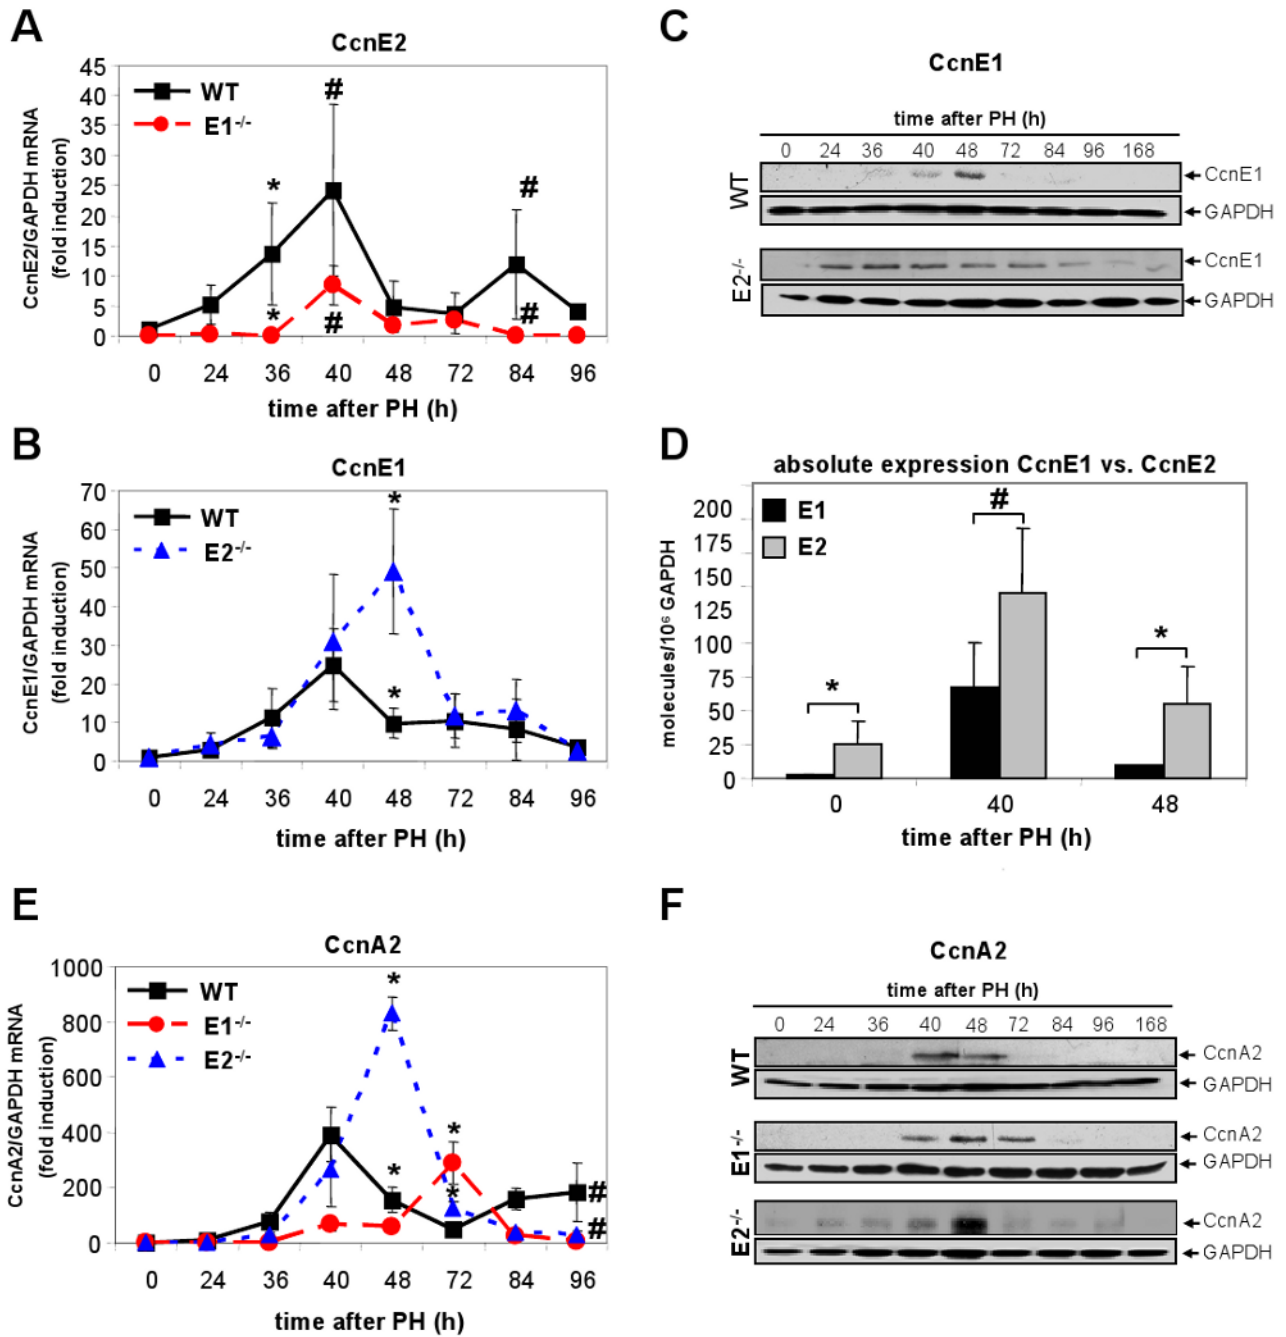 A
CcnE2
CcnE2/GAPDH mRNA
(fold induction)
45
40
35
30
25
20
15
10
5
0
WT
E1-/-
*
#
#
*
#
#
0 24 36 40 48 72 84 96
time after PH (h)
C
CcnE1
time after PH (h)
0 24 36 40 48 72 84 96 168
WT
CcnE1
GAPDH
E2-/-
CcnE1
GAPDH
B
CcnE1
CcnE1/GAPDH mRNA
(fold induction)
70
60
50
40
30
20
10
0
WT
E2-/-
*
*
0 24 36 40 48 72 84 96
time after PH (h)
D
absolute expression CcnE1 vs. CcnE2
molecules/10⁶ GAPDH
200
175
150
125
100
75
50
25
0
E1
E2
*
#
*
0 40 48
time after PH (h)
E
CcnA2
CcnA2/GAPDH mRNA
(fold induction)
1000
800
600
400
200
0
WT
E1-/-
E2-/-
*
*
*
*
#
#
0 24 36 40 48 72 84 96
time after PH (h)
F
CcnA2
time after PH (h)
0 24 36 40 48 72 84 96 168
WT
CcnA2
GAPDH
E1-/-
CcnA2
GAPDH
E2-/-
CcnA2
GAPDH